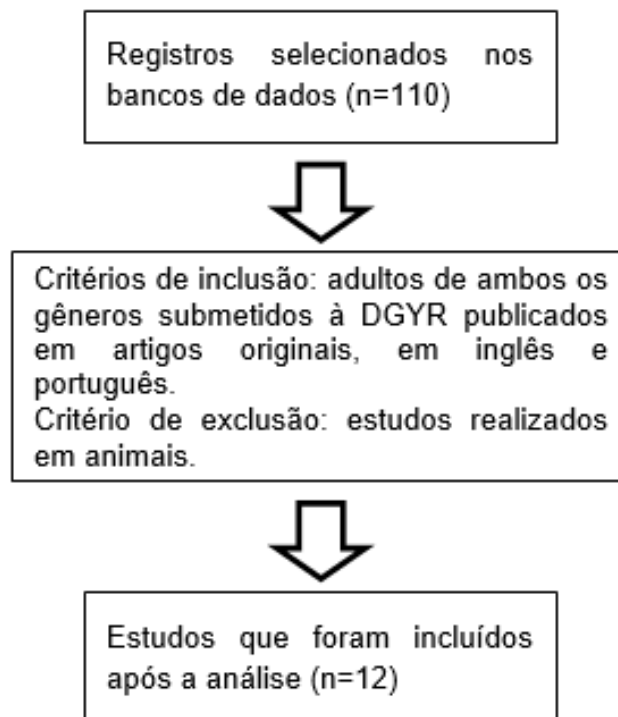 Registros selecionados nos
bancos de dados (n=110)
Critérios de inclusão: adultos de ambos os
gêneros submetidos à DGYR publicados
em artigos originais, em inglês e
português.
Critério de exclusão: estudos realizados
em animais.
Estudos que foram incluídos
após a análise (n=12)